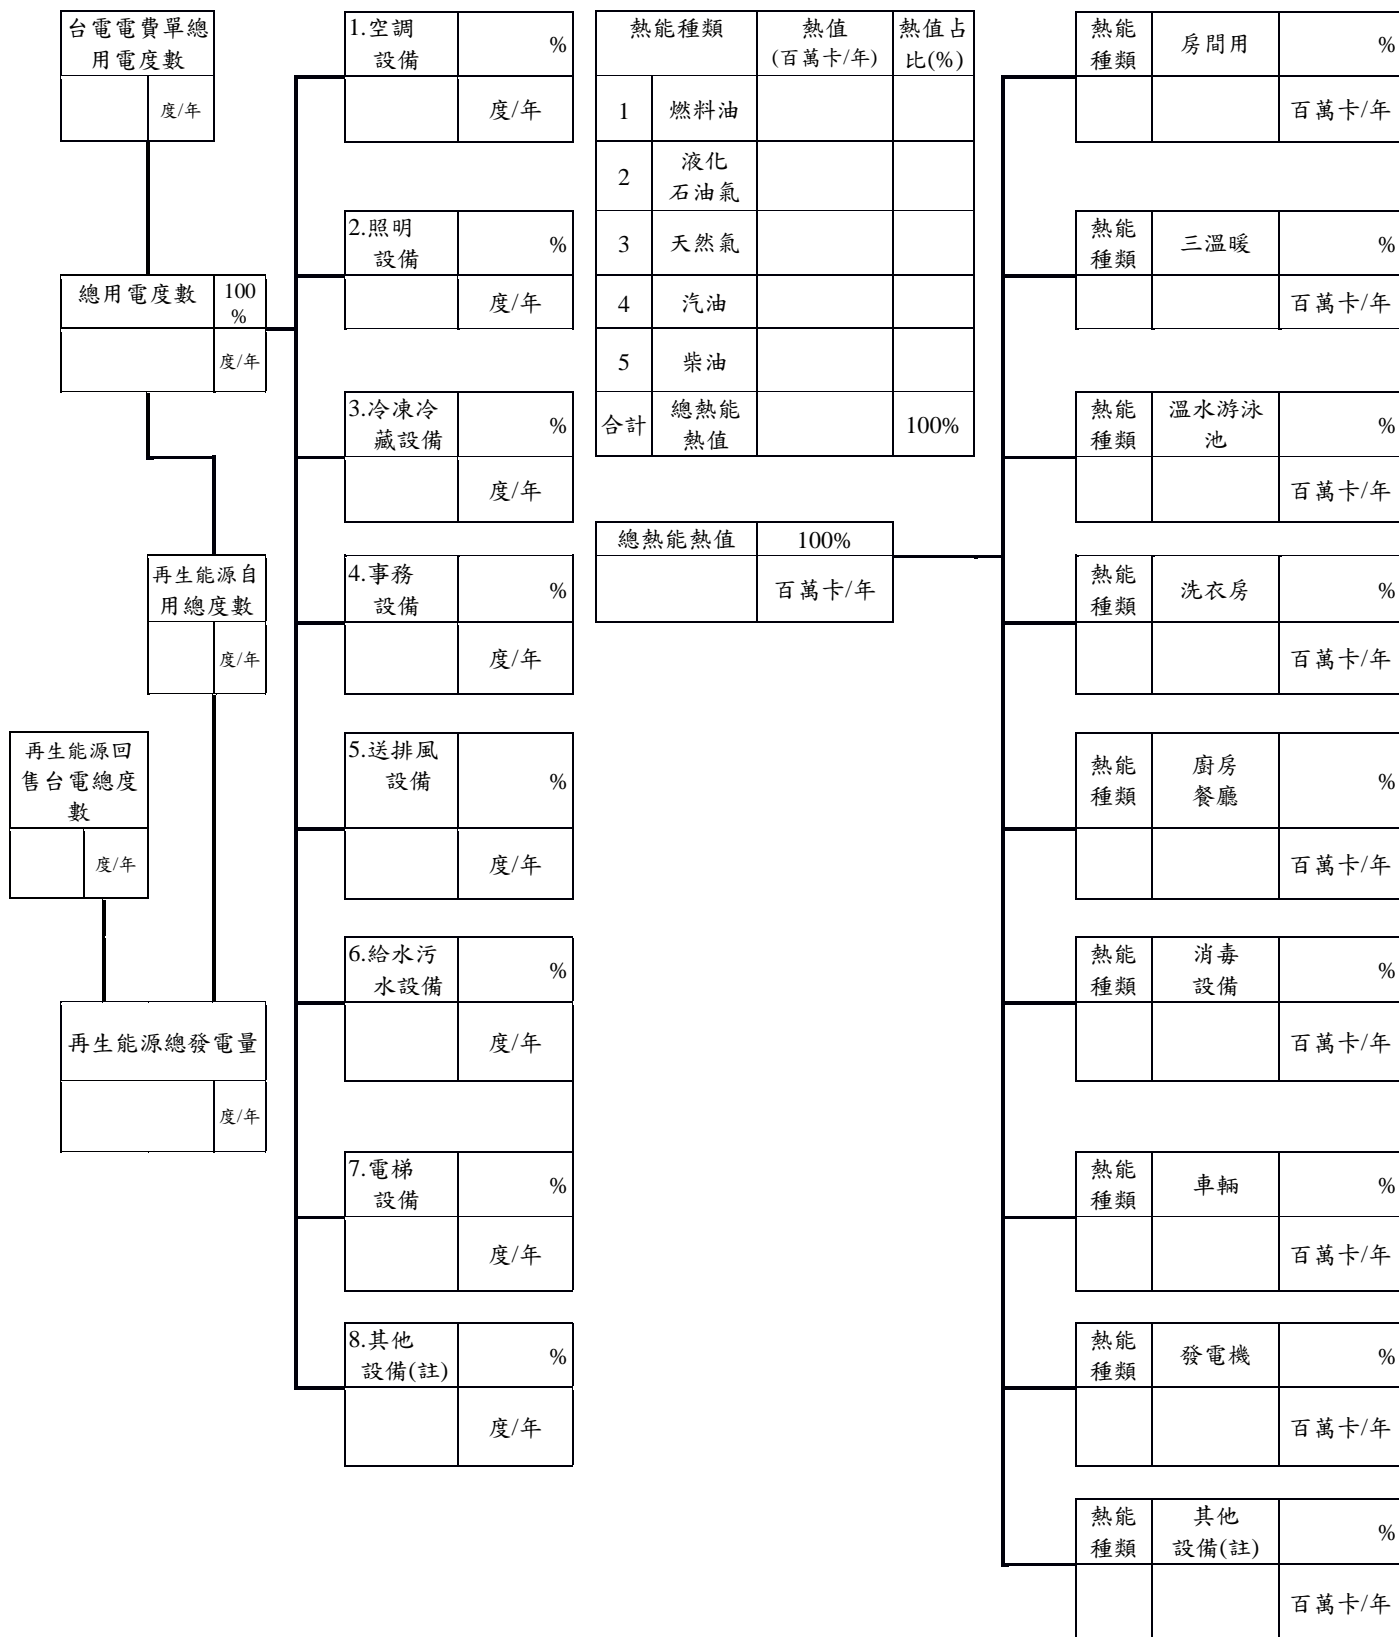 台電電費單總
用電度數
度/年
總用電度數
100
%
度/年
再生能源自
用總度數
度/年
再生能源回
售台電總度
數
度/年
再生能源總發電量
度/年
1.空調
設備
%
度/年
2.照明
設備
%
度/年
3.冷凍冷
藏設備
%
度/年
4.事務
設備
%
度/年
5.送排風
設備
%
度/年
6.給水污
水設備
%
度/年
7.電梯
設備
%
度/年
8.其他
設備(註)
%
度/年
熱能種類
熱值
(百萬卡/年)
熱值占
比(%)
1
燃料油
2
液化
石油氣
3
天然氣
4
汽油
5
柴油
合計
總熱能
熱值
100%
總熱能熱值
100%
百萬卡/年
熱能
種類
房間用
%
百萬卡/年
熱能
種類
三溫暖
%
百萬卡/年
熱能
種類
溫水游泳
池
%
百萬卡/年
熱能
種類
洗衣房
%
百萬卡/年
熱能
種類
廚房
餐廳
%
百萬卡/年
熱能
種類
消毒
設備
%
百萬卡/年
熱能
種類
車輛
%
百萬卡/年
熱能
種類
發電機
%
百萬卡/年
熱能
種類
其他
設備(註)
%
百萬卡/年